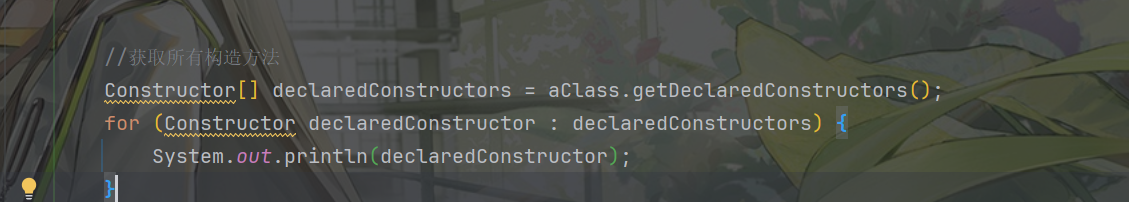 //获取所有构造方法
Constructor[] declaredConstructors = aClass.getDeclaredConstructors();
for (Constructor declaredConstructor : declaredConstructors) {
    System.out.println(declaredConstructor);
}